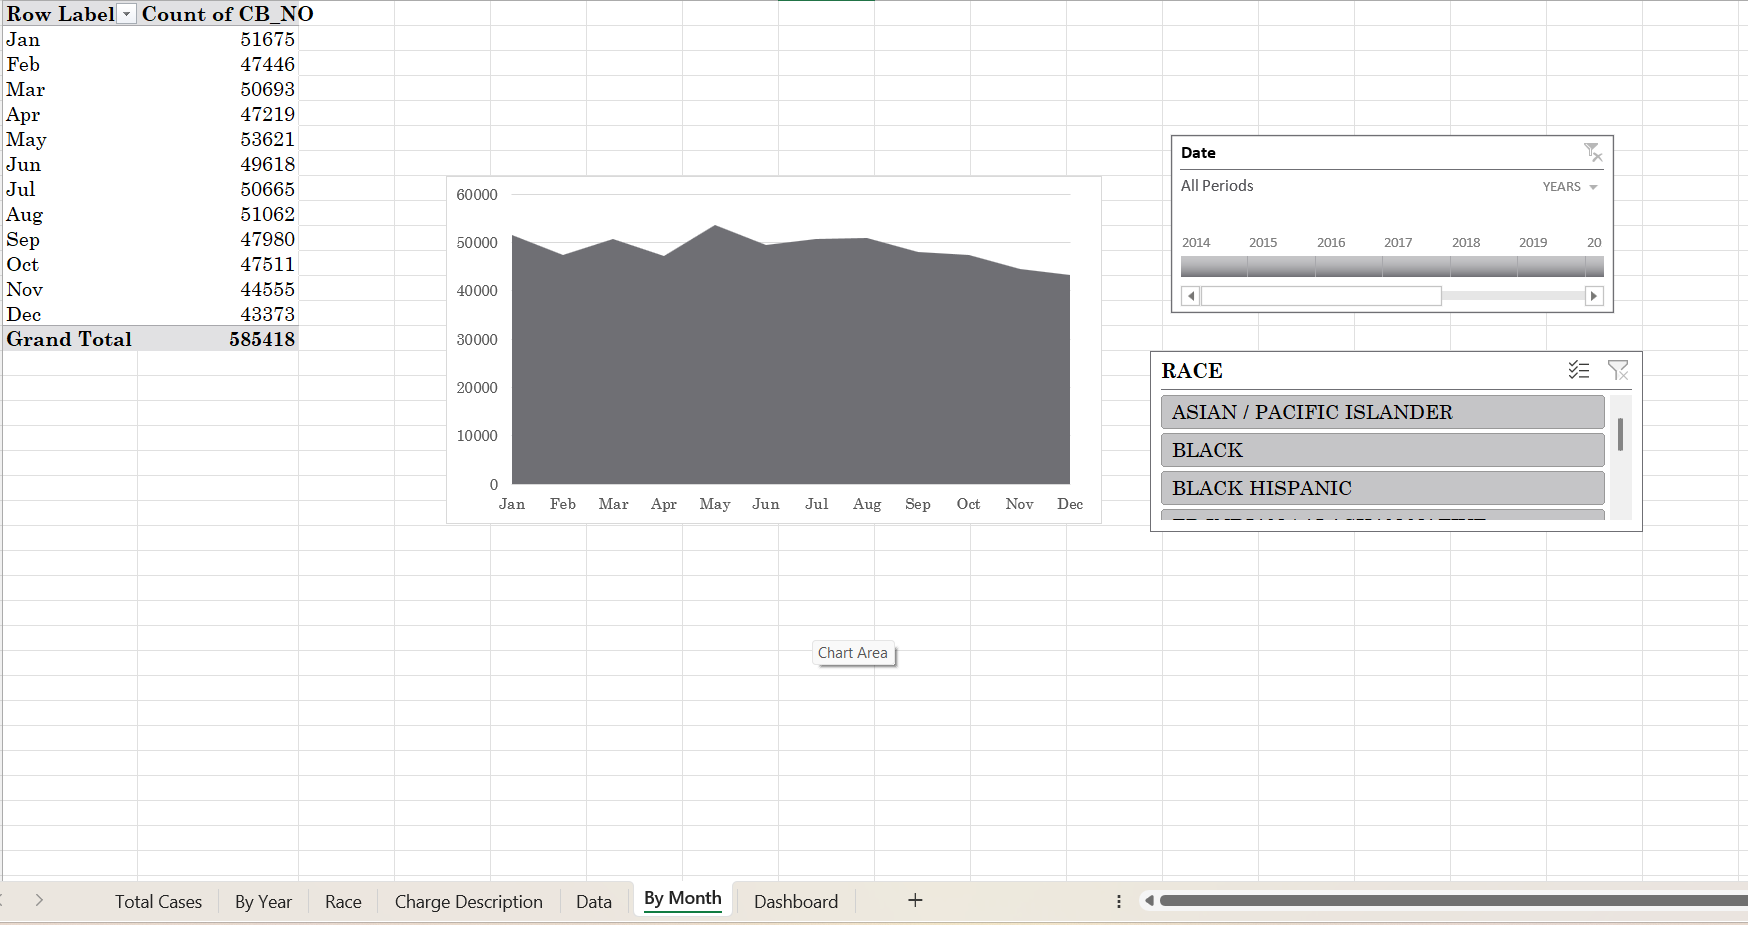 Row Label Count of CB_NO
Jan 51675
Feb 47446
Mar 50693
Apr 47219
May 53621
Jun 49618
Jul 50665
Aug 51062
Sep 47980
Oct 47511
Nov 44555
Dec 43373
Grand Total 585418
60000
50000
40000
30000
20000
10000
0
Jan Feb Mar Apr May Jun Jul Aug Sep Oct Nov Dec
Date
All Periods YEARS
2014 2015 2016 2017 2018 2019 20
RACE
ASIAN / PACIFIC ISLANDER
BLACK
BLACK HISPANIC
Chart Area
Total Cases By Year Race Charge Description Data By Month Dashboard